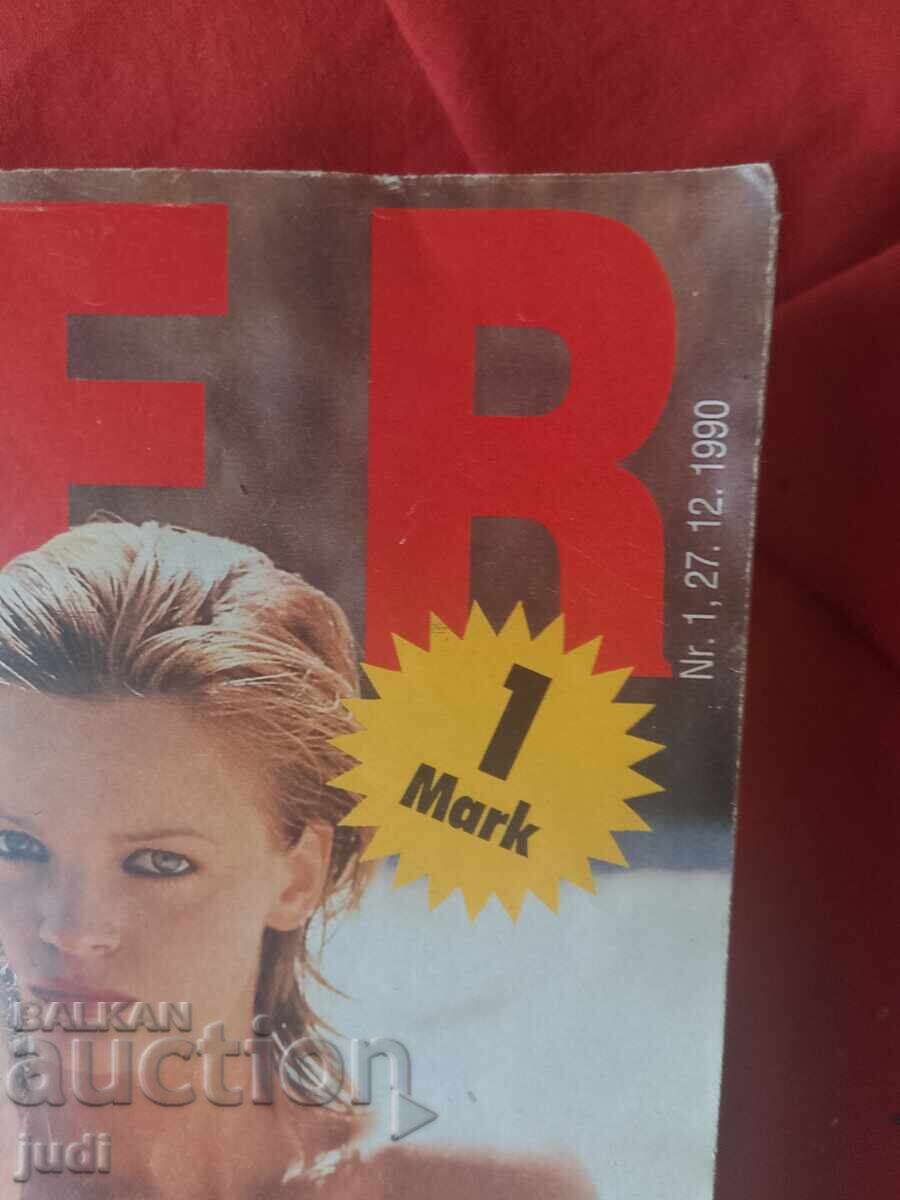 ER
Nr. 1, 27. 12. 1990
1
Mark
BALKAN
auction
judi